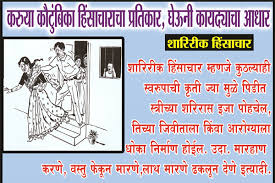 करुया कौटुंबिका हिंसाचाराचा प्रतिकार, घेऊनी कायद्याचा आधार
शारिरीक हिंसाचार
शारिरिक हिंसाचार म्हणजे कुठल्याही
स्वरुपाची कृती ज्या मुळे पिडीत
स्त्रीच्या शरिरास इजा पोहचेल,
तिच्या जिवीताला किंवा आरोग्याला
धोका निर्माण होईल. उदा. मारहाण
करणे, वस्तु फेकून मारणे,लाथ मारणे ढकलून देणे इत्यादी.